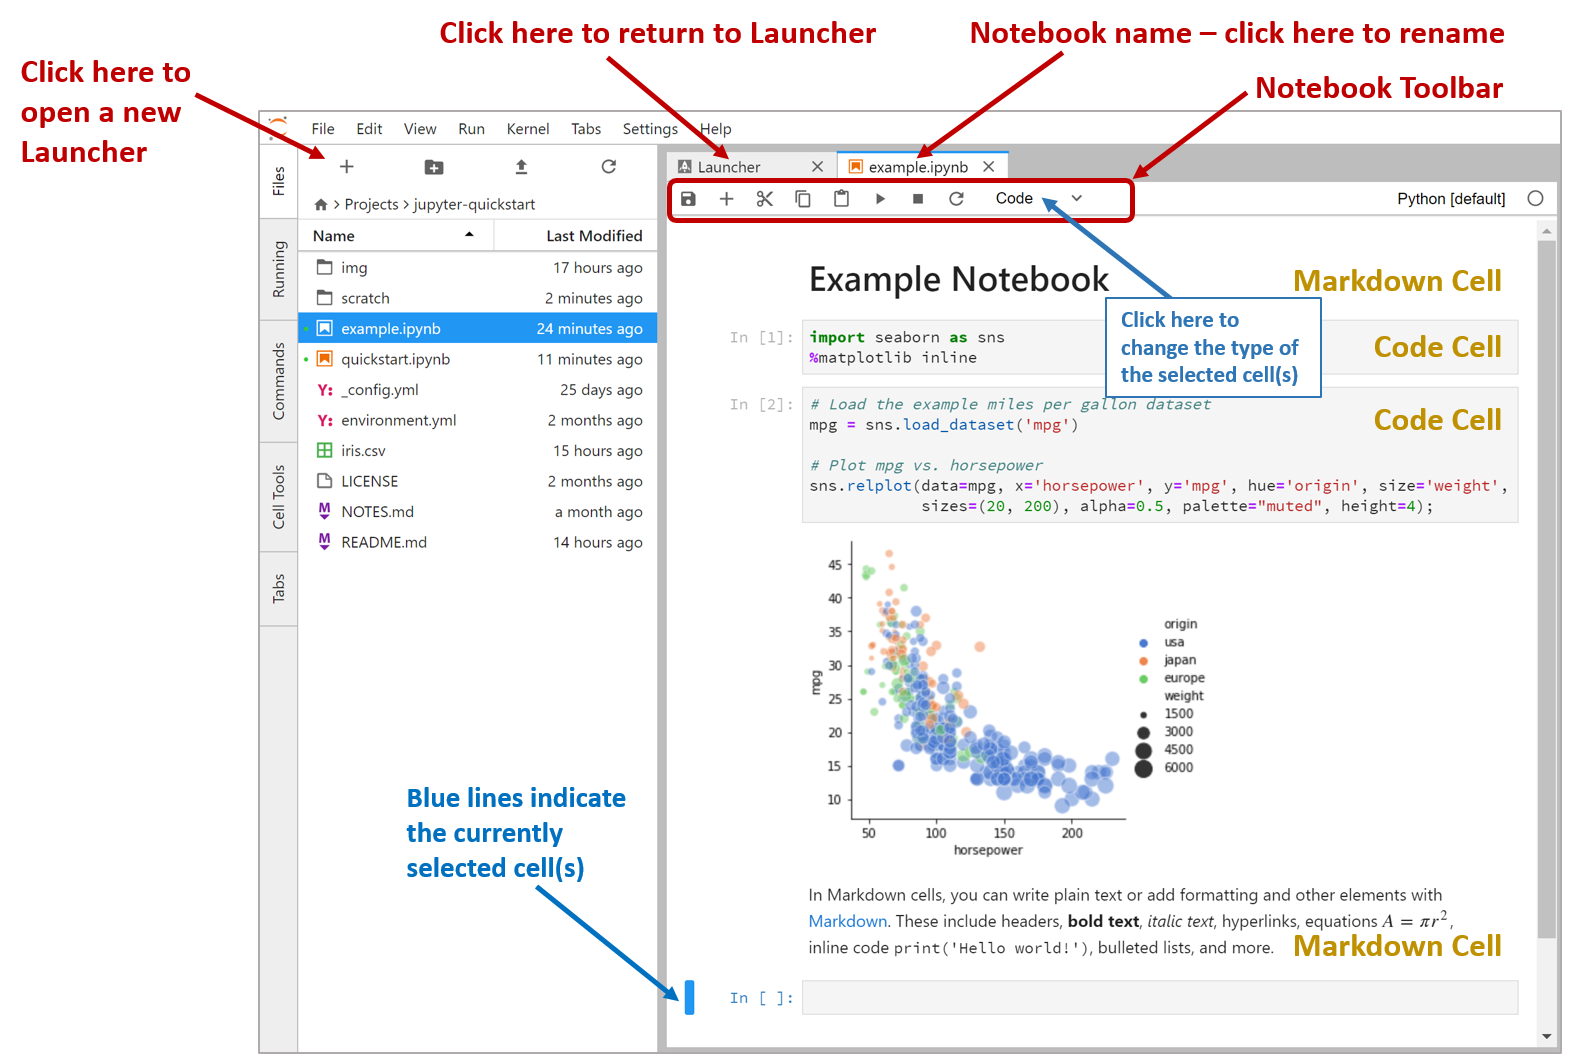 Click here to return to Launcher
Notebook name – click here to rename
Click here to
open a new
Launcher
Notebook Toolbar
File Edit View Run Kernel Tabs Settings Help
Files
Running
Commands
Cell Tools
Tabs
Launcher
example.ipynb
Projects > jupyter-quickstart
Code
Python [default]
Name Last Modified
img 17 hours ago
scratch 2 minutes ago
example.ipynb 24 minutes ago
quickstart.ipynb 11 minutes ago
Y: _config.yml 25 days ago
Y: environment.yml 2 months ago
iris.csv 15 hours ago
LICENSE 2 months ago
M NOTES.md a month ago
M README.md 14 hours ago
Example Notebook
Markdown Cell
Click here to
change the type of
the selected cell(s)
In [1]: import seaborn as sns
%matplotlib inline
Code Cell
In [2]: # Load the example miles per gallon dataset
mpg = sns.load_dataset('mpg')
Code Cell
# Plot mpg vs. horsepower
sns.relplot(data=mpg, x='horsepower', y='mpg', hue='origin', size='weight',
sizes=(20, 200), alpha=0.5, palette="muted", height=4);
45
40
35
30
25
20
15
10
mpg
50 100 150 200
horsepower
origin
usa
japan
europe
weight
1500
3000
4500
6000
Blue lines indicate
the currently
selected cell(s)
In Markdown cells, you can write plain text or add formatting and other elements with
Markdown. These include headers, bold text, italic text, hyperlinks, equations A = πr²,
inline code print('Hello world!'), bulleted lists, and more.
Markdown Cell
In [ ]: